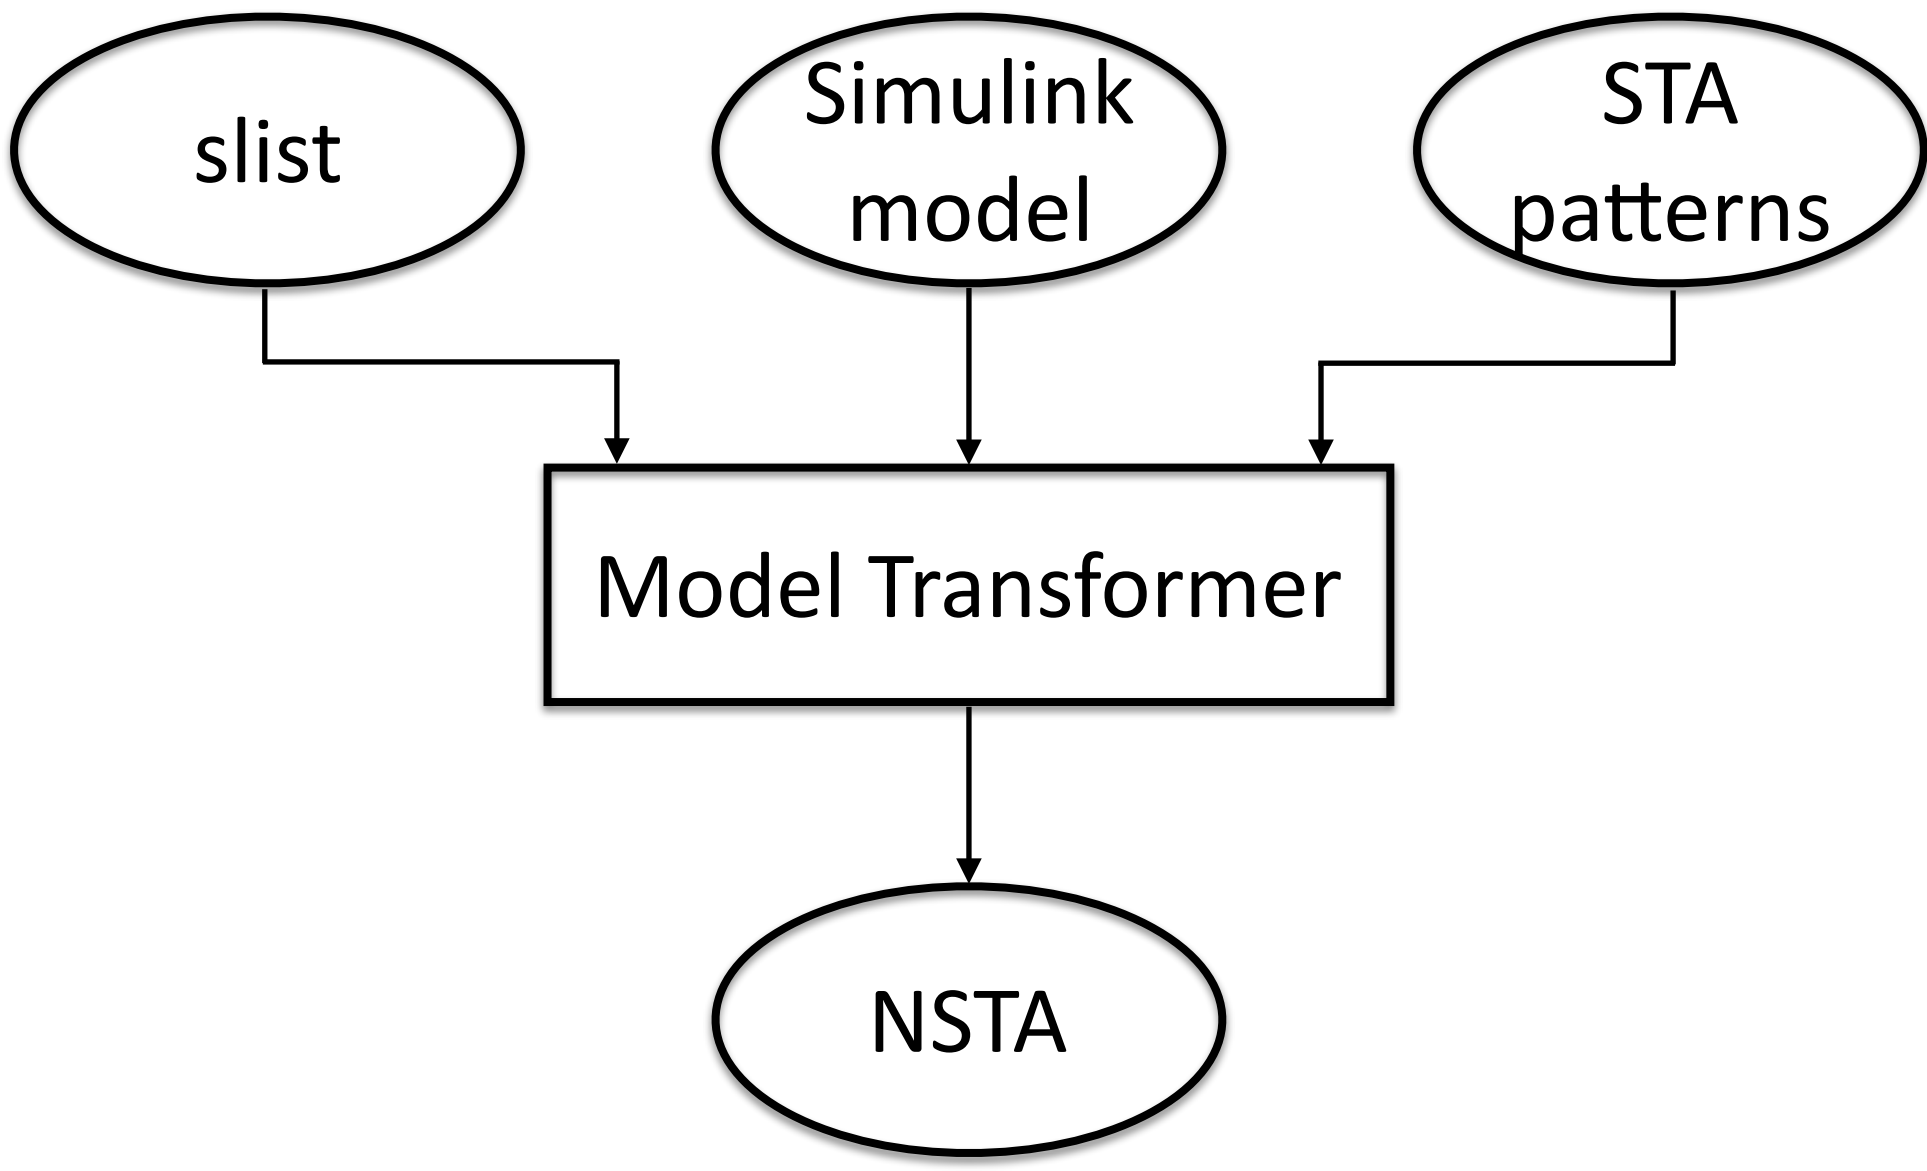 slist
Simulink
model
STA
patterns
Model Transformer
NSTA